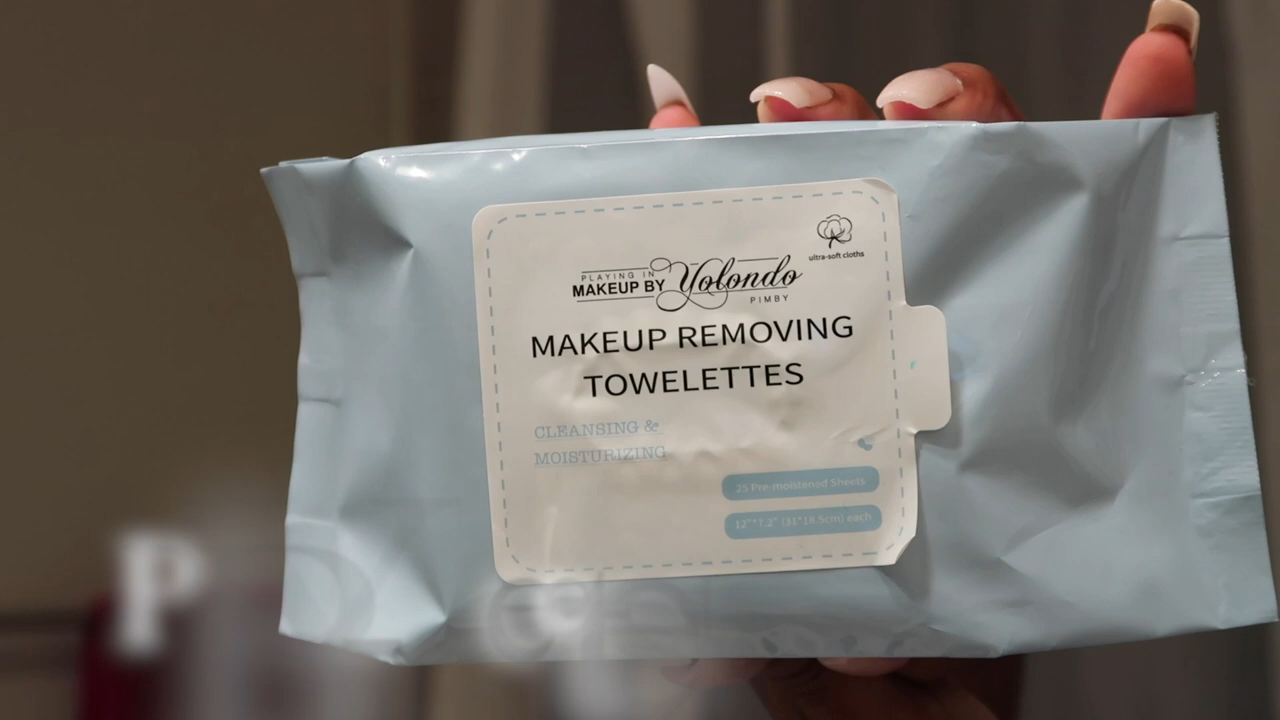 ultra-soft cloths
PLAYING IN
MAKEUP BY Yolondo
PIMBY
MAKEUP REMOVING
TOWELETTES
CLEANSING &
MOISTURIZING
25 Pre-moistened Sheets
12"*7.2" (31*18.5cm) each
P